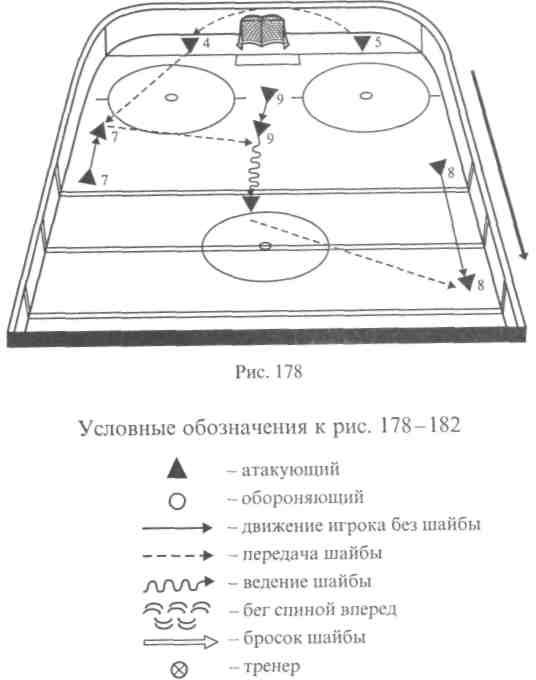 4 5
9
7 9
7 8
8
Рис. 178
Условные обозначения к рис. 178–182
– атакующий
– обороняющий
– движение игрока без шайбы
– передача шайбы
– ведение шайбы
– бег спиной вперед
– бросок шайбы
– тренер